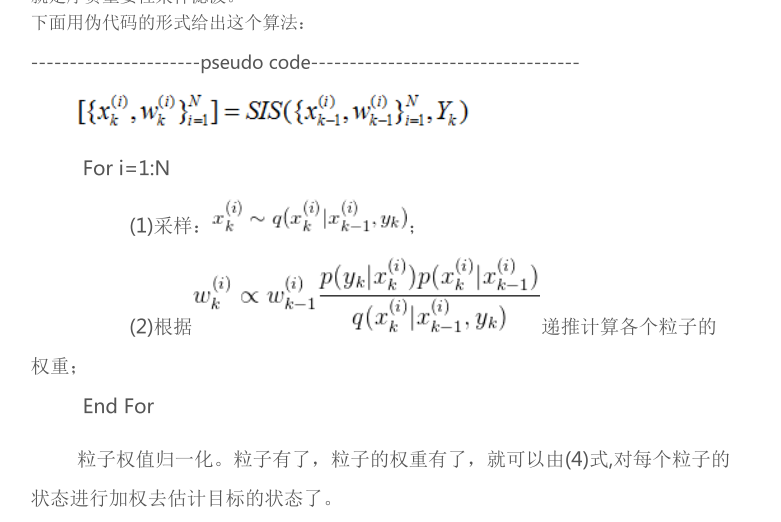 就是序贯重要性采样滤波。
下面用伪代码的形式给出这个算法：
----------------------pseudo code-----------------------------------
[{x_k^{(i)}, w_k^{(i)}}_{i=1}^N] = SIS({x_{k-1}^{(i)}, w_{k-1}^{(i)}}_{i=1}^N, Y_k)
For i=1:N
(1)采样：x_k^{(i)} ~ q(x_k^{(i)}|x_{k-1}^{(i)}, y_k);
(2)根据 w_k^{(i)} ∝ w_{k-1}^{(i)} \frac{p(y_k|x_k^{(i)})p(x_k^{(i)}|x_{k-1}^{(i)})}{q(x_k^{(i)}|x_{k-1}^{(i)}, y_k)} 递推计算各个粒子的
权重；
End For
粒子权值归一化。粒子有了，粒子的权重有了，就可以由(4)式,对每个粒子的
状态进行加权去估计目标的状态了。